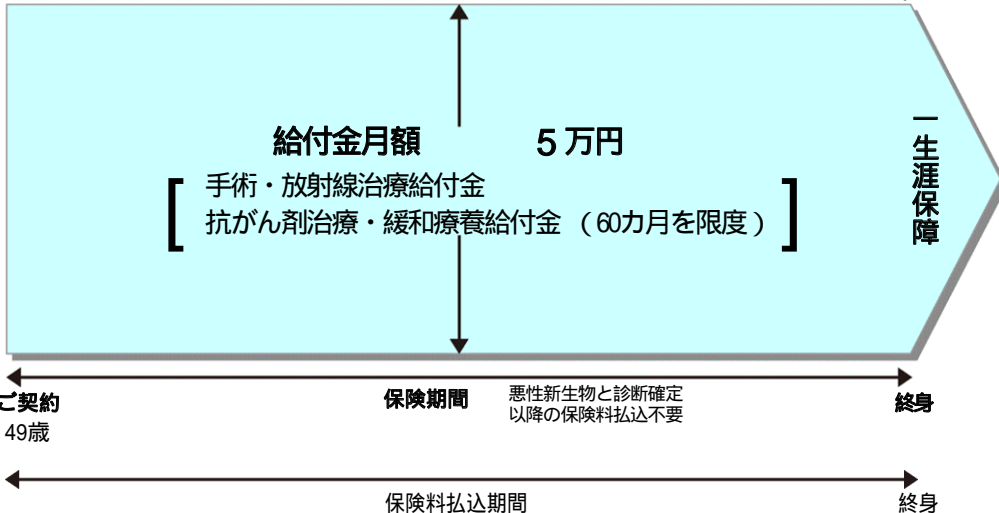 給付金月額 5万円
手術・放射線治療給付金
抗がん剤治療・緩和療養給付金（60カ月を限度）
一生涯保障
ご契約
49歳
保険期間
悪性新生物と診断確定
以降の保険料払込不要
終身
保険料払込期間
終身